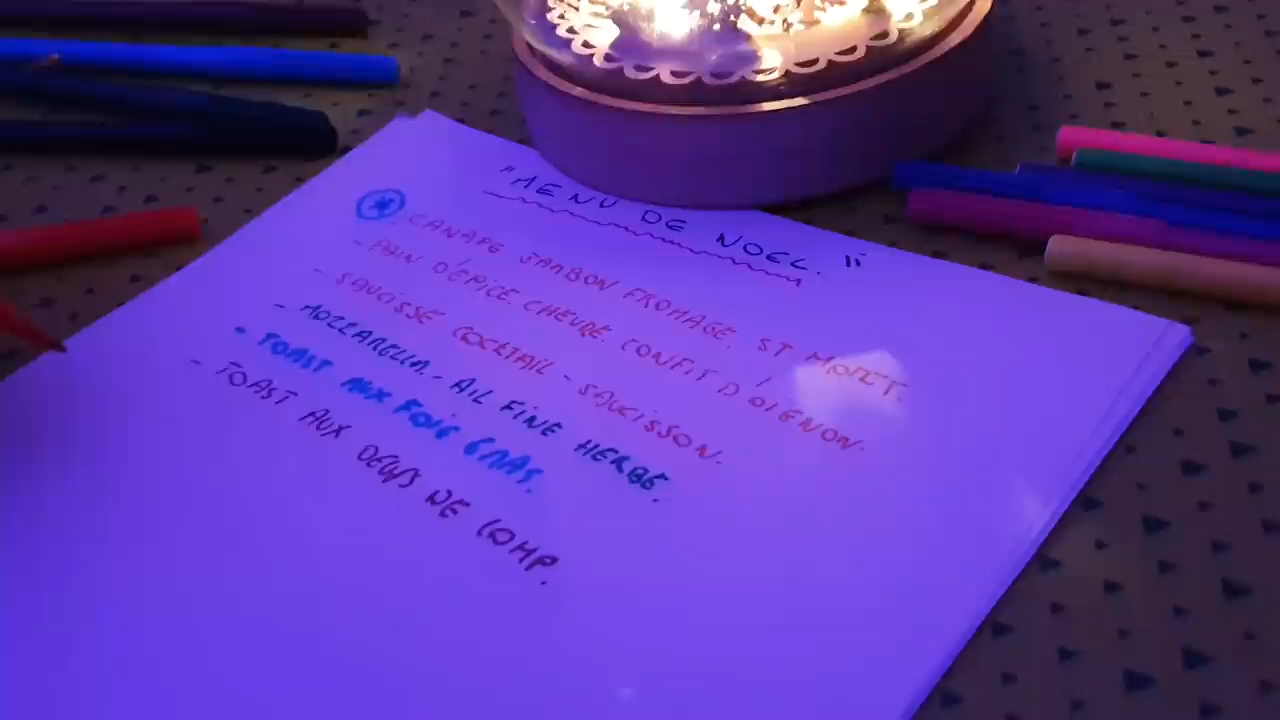 "MENU DE NOEL."
CANAPE JAMBON FROMAGE. ST MORET.
- PAIN D'ÉPICE. CHEVRE. CONFIT D'OIGNON.
- SAUCISSE COCKTAIL - SAUCISSON.
- MOZZARELLA. AIL FINE HERBE.
- TOAST AUX FOIE GRAS.
- TOAST AUX OEUFS DE LOMP.